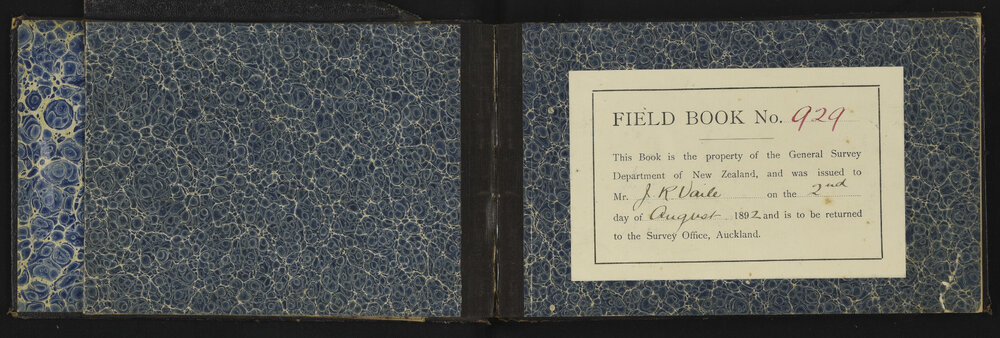 FIELD BOOK No. 929
This Book is the property of the General Survey
Department of New Zealand, and was issued to
Mr. J K Vaile on the 2nd
day of August 1892 and is to be returned
to the Survey Office, Auckland.